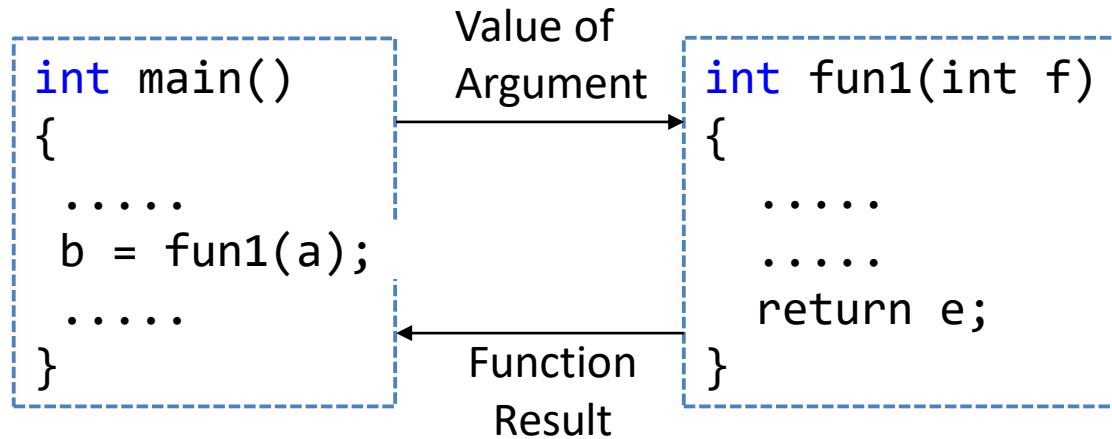 int main()
{
.....
b = fun1(a);
.....
}
Value of
Argument
int fun1(int f)
{
.....
.....
return e;
}
Function
Result